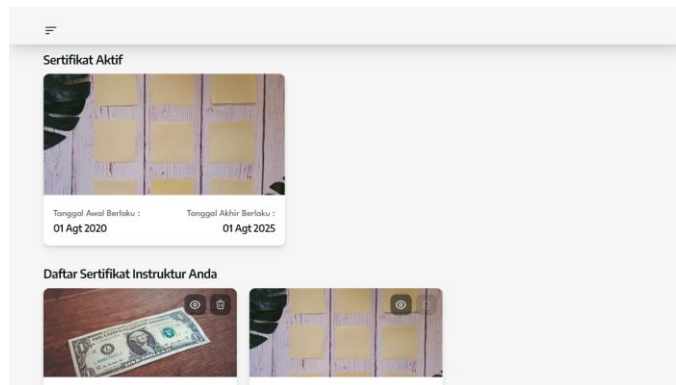 Sertifikat Aktif
Tanggal Awal Berlaku :
Tanggal Akhir Berlaku :
01 Agt 2020
01 Agt 2025
Daftar Sertifikat Instruktur Anda